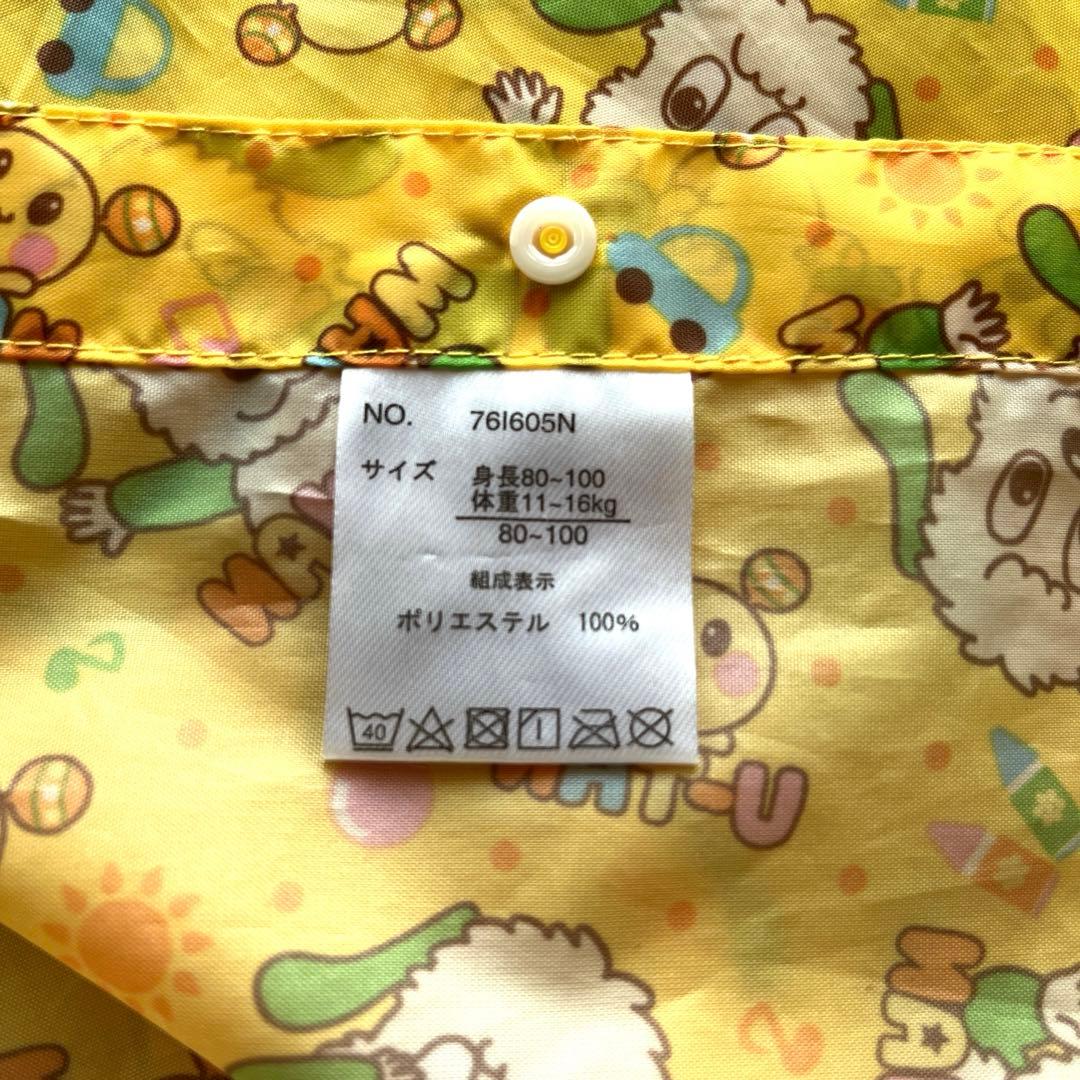 NO. 76I605N
サイズ 身長80~100
体重11~16kg
80~100
組成表示
ポリエステル 100%
40